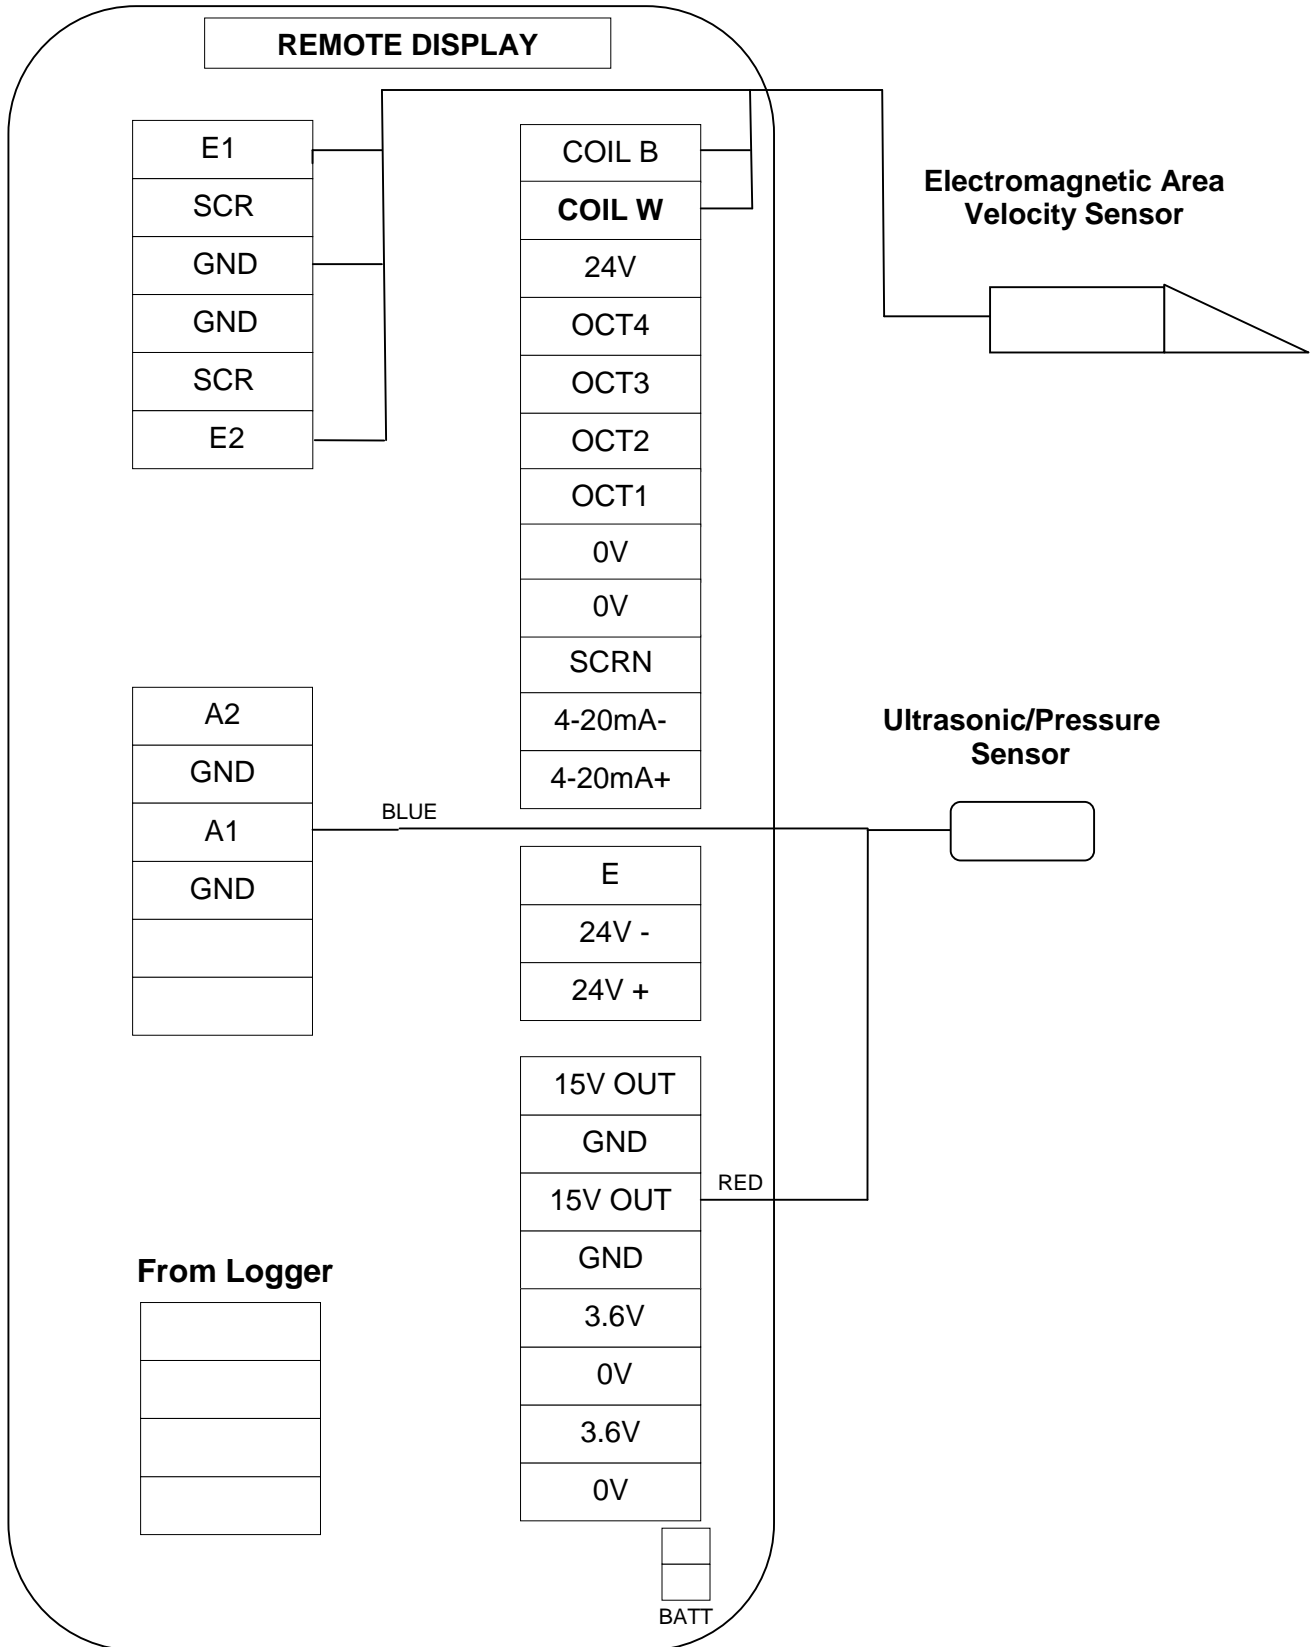 REMOTE DISPLAY
E1
SCR
GND
GND
SCR
E2
COIL B
COIL W
24V
OCT4
OCT3
OCT2
OCT1
0V
0V
SCRN
4-20mA-
4-20mA+
Electromagnetic Area
Velocity Sensor
A2
GND
A1
GND
BLUE
Ultrasonic/Pressure
Sensor
E
24V -
24V +
15V OUT
GND
15V OUT
GND
3.6V
0V
3.6V
0V
RED
From Logger
BATT